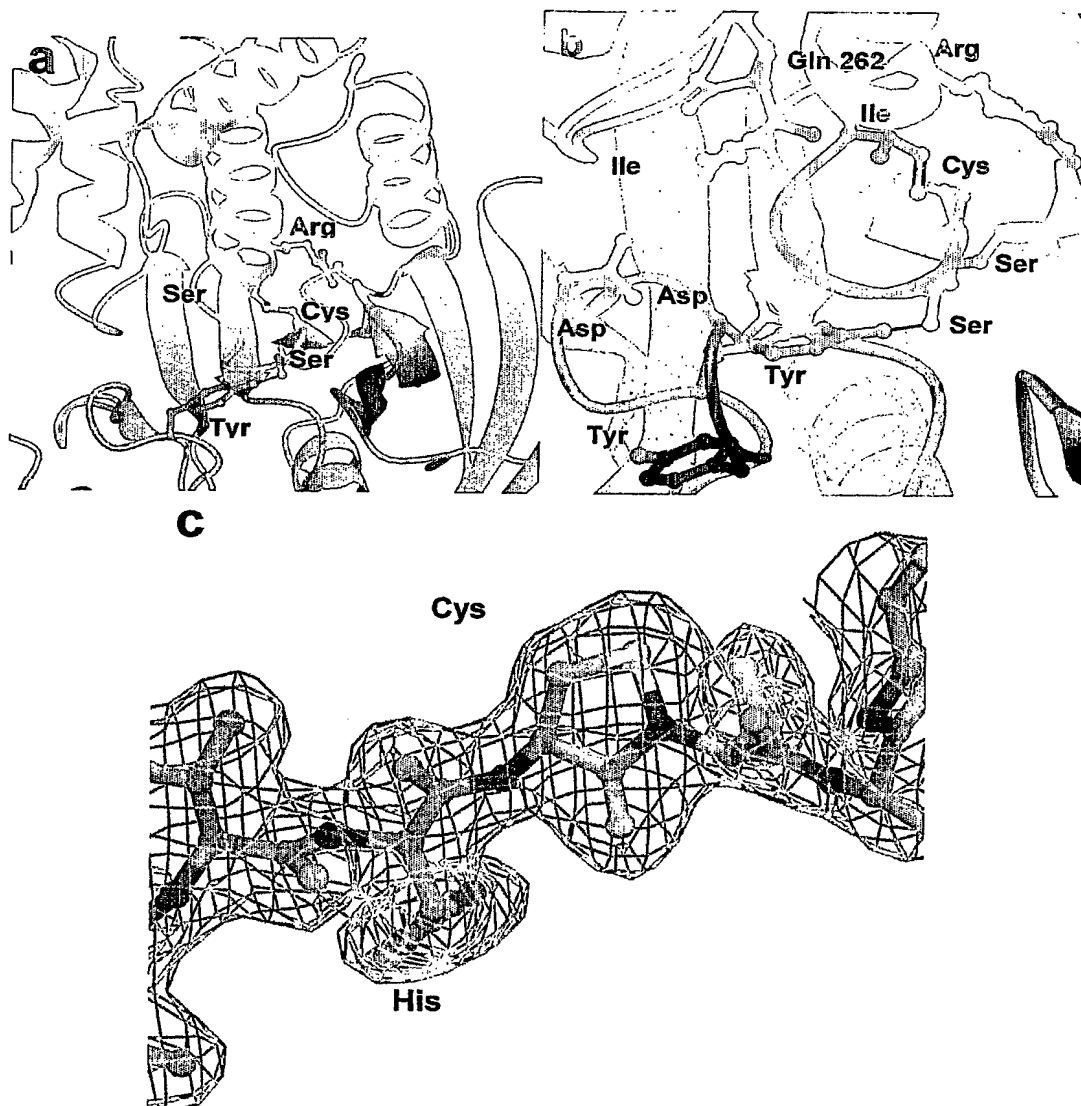 a
Arg
Ser
Cys
Ser
Tyr
b
Gln 262
Arg
Ile
Ile
Cys
Ser
Asp
Asp
Ser
Tyr
Tyr
C
Cys
His